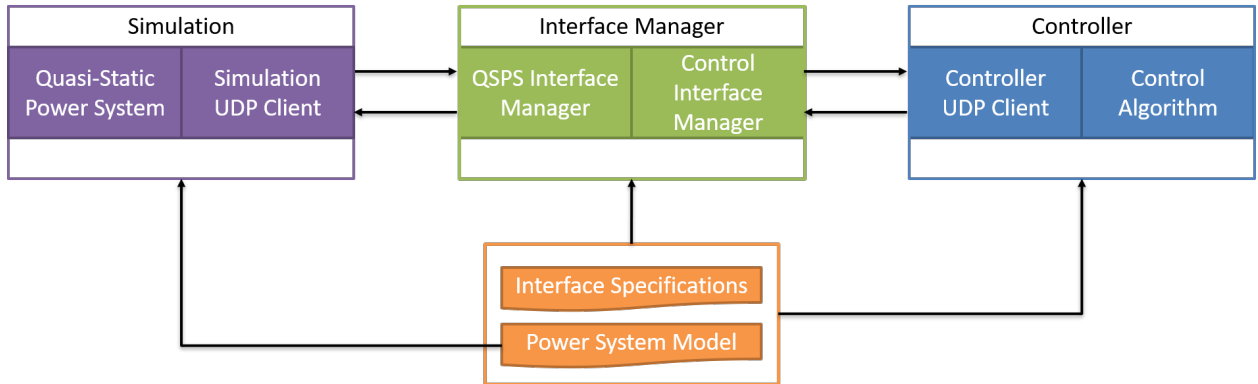 Simulation
Quasi-Static
Power System
Simulation
UDP Client
Interface Manager
QSPS Interface
Manager
Control
Interface
Manager
Controller
Controller
UDP Client
Control
Algorithm
Interface Specifications
Power System Model